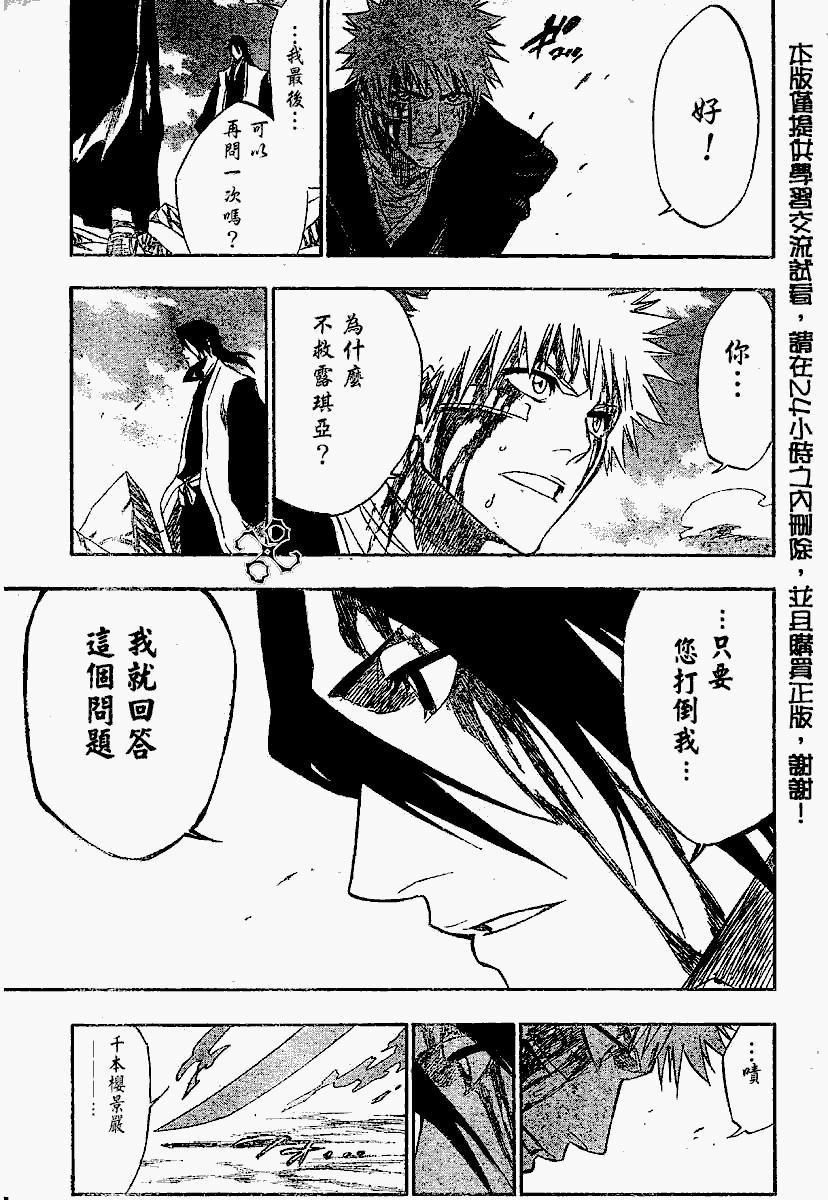 好！
…我最後…
可以
再問一次嗎？
你…
為什麼
不救露琪亞？
…只要
您打倒我…
我就回答
這個問題
…嘖
千本櫻景嚴
———…
本版僅提供學習交流試看，請在24小時之內刪除，並且購買正版，謝謝！